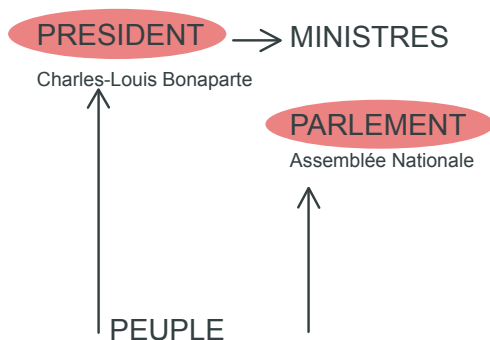 PRESIDENT
MINISTRES
Charles-Louis Bonaparte
PARLEMENT
Assemblée Nationale
PEUPLE